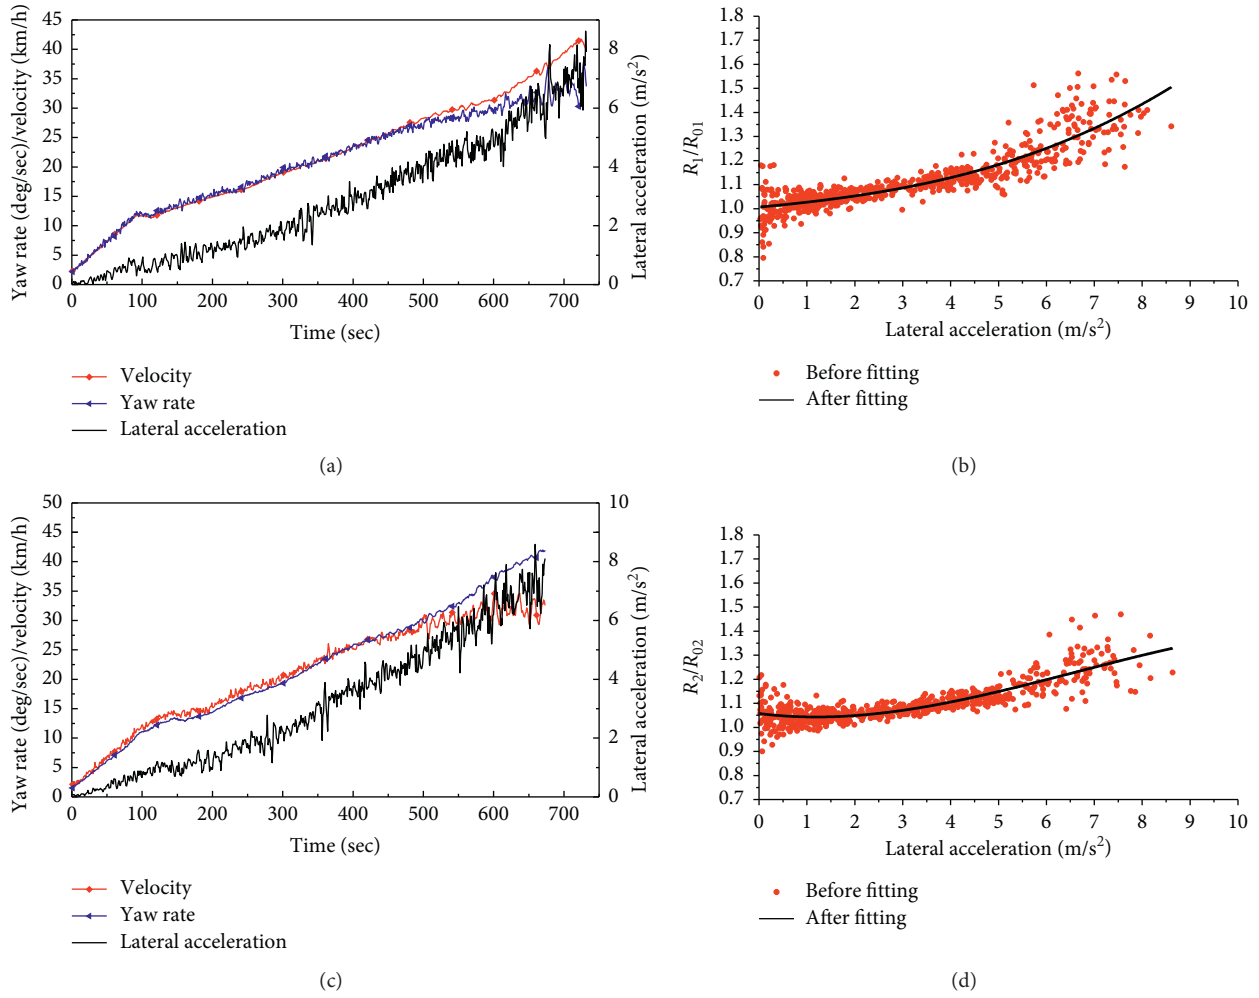 Yaw rate (deg/sec)/velocity (km/h)
45
40
35
30
25
20
15
10
5
0
0 100 200 300 400 500 600 700
Time (sec)
8
6
4
2
0
Lateral acceleration (m/s²)
Velocity
Yaw rate
Lateral acceleration
(a)
R₁/R₀₁
1.8
1.7
1.6
1.5
1.4
1.3
1.2
1.1
1.0
0.9
0.8
0.7
0 1 2 3 4 5 6 7 8 9 10
Lateral acceleration (m/s²)
Before fitting
After fitting
(b)
Yaw rate (deg/sec)/velocity (km/h)
50
45
40
35
30
25
20
15
10
5
0
0 100 200 300 400 500 600 700
Time (sec)
10
8
6
4
2
0
Lateral acceleration (m/s²)
Velocity
Yaw rate
Lateral acceleration
(c)
R₂/R₀₂
1.8
1.7
1.6
1.5
1.4
1.3
1.2
1.1
1.0
0.9
0.8
0.7
0 1 2 3 4 5 6 7 8 9 10
Lateral acceleration (m/s²)
Before fitting
After fitting
(d)